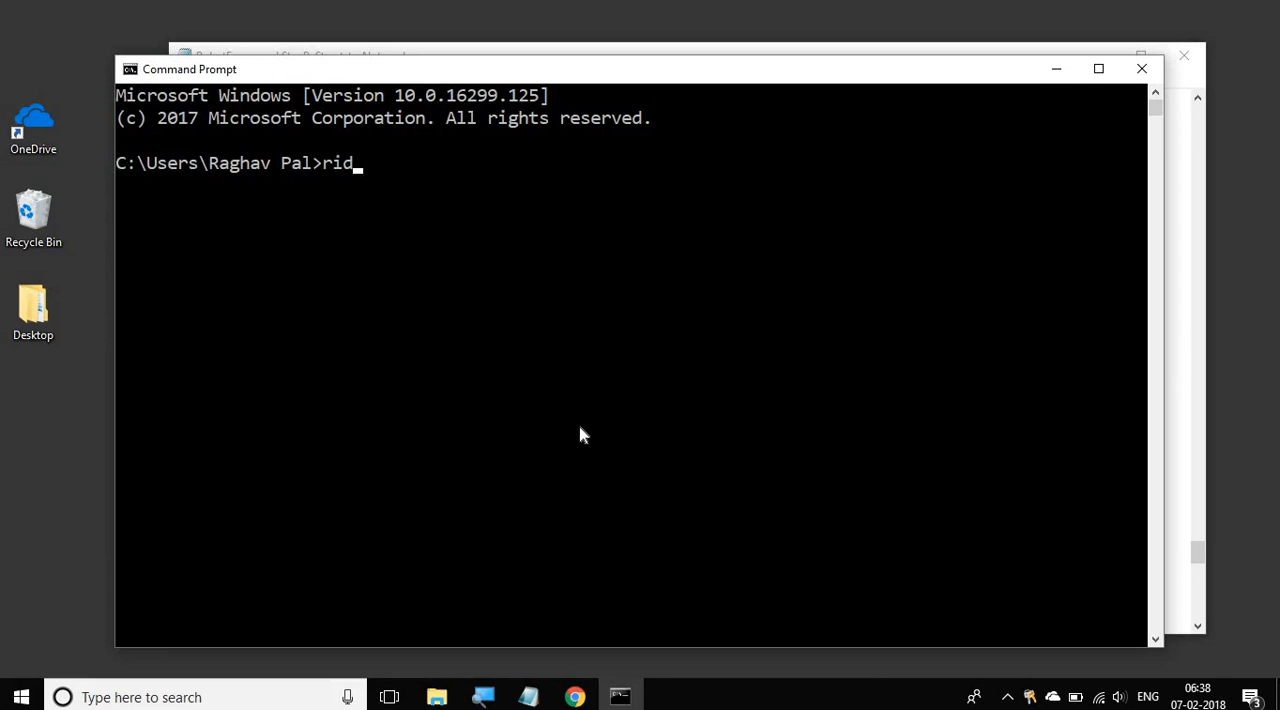 Command Prompt
Microsoft Windows [Version 10.0.16299.125]
(c) 2017 Microsoft Corporation. All rights reserved.
C:\Users\Raghav Pal>rid
OneDrive
Recycle Bin
Desktop
Type here to search
ENG
06:38
07-02-2018
3